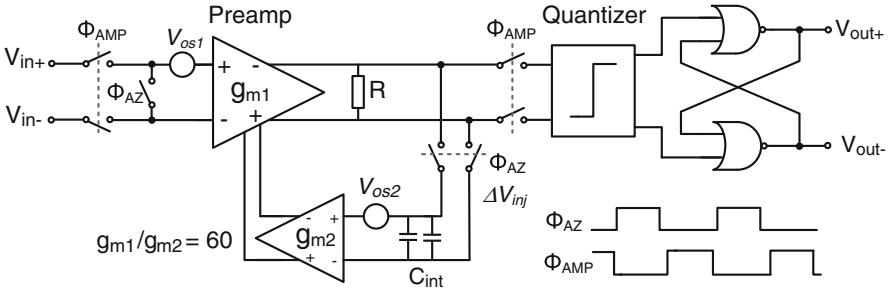 Preamp
Quantizer
Φ_AMP
V_os1
Φ_AMP
V_in+
V_out+
+
-
Φ_AZ
g_m1
R
V_in-
-
+
V_out-
Φ_AZ
V_os2
ΔV_inj
Φ_AZ
g_m1/g_m2 = 60
-
+
g_m2
+
-
C_int
Φ_AMP